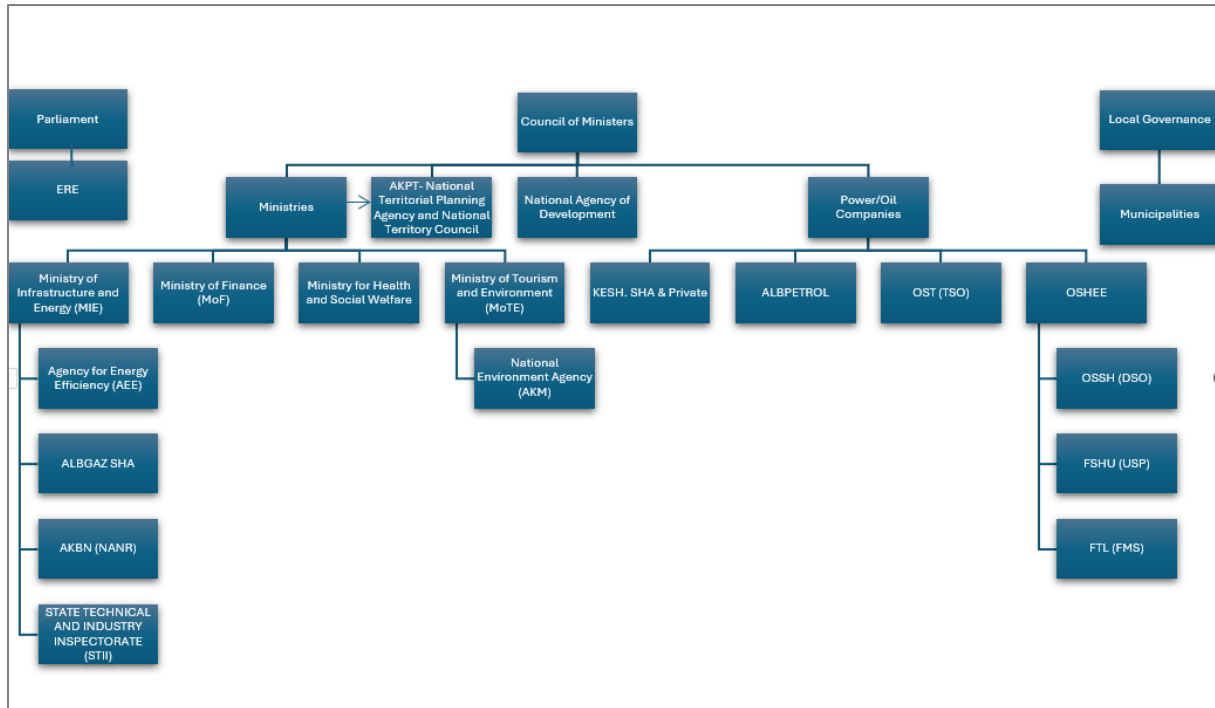 Parliament
Council of Ministers
Local Governance
ERE
Ministries
AKPT- National
Territorial Planning
Agency and National
Territory Council
National Agency of
Development
Power/Oil
Companies
Municipalities
Ministry of
Infrastructure and
Energy (MIE)
Ministry of Finance
(MoF)
Ministry for Health
and Social Welfare
Ministry of Tourism
and Environment
(MoTE)
KESH. SHA & Private
ALBPETROL
OST (TSO)
OSHEE
Agency for Energy
Efficiency (AEE)
National
Environment Agency
(AKM)
OSSH (DSO)
ALBGAZ SHA
FSHU (USP)
AKBN (NANR)
FTL (FMS)
STATE TECHNICAL
AND INDUSTRY
INSPECTORATE
(STII)